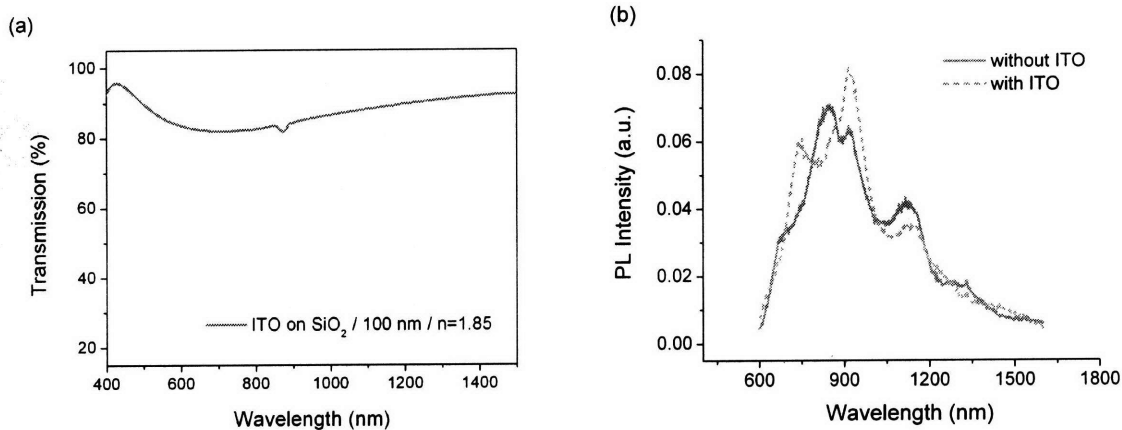 (a)
Transmission (%)
100
80
60
40
20
ITO on SiO₂ / 100 nm / n=1.85
400 600 800 1000 1200 1400
Wavelength (nm)
(b)
PL Intensity (a.u.)
0.08
0.06
0.04
0.02
0.00
without ITO
with ITO
600 900 1200 1500 1800
Wavelength (nm)